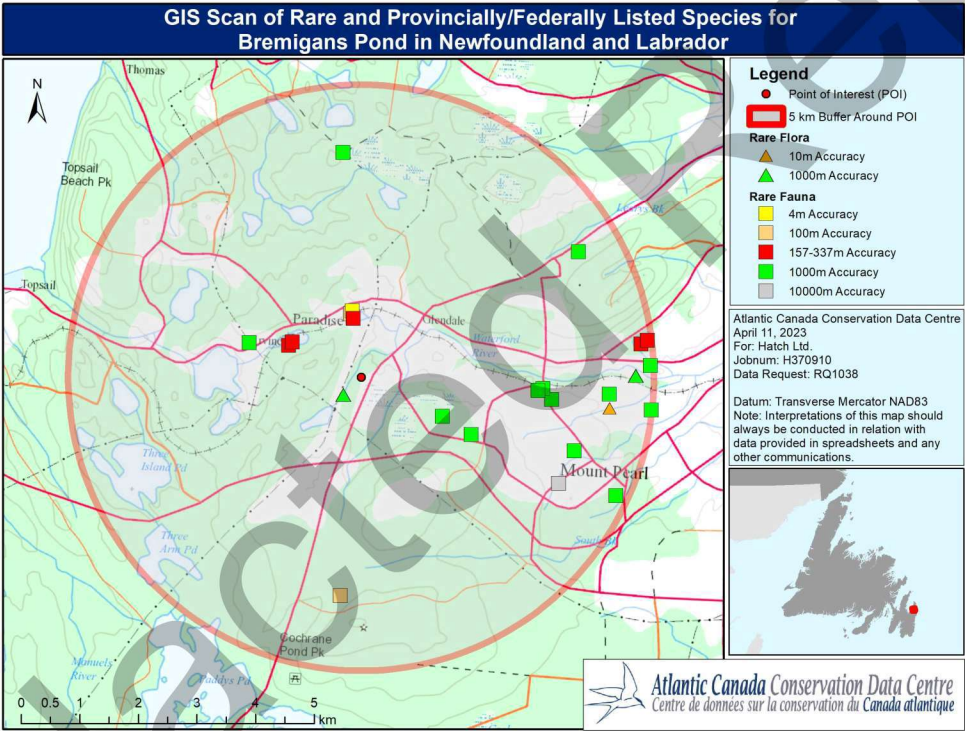 GIS Scan of Rare and Provincially/Federally Listed Species for
Bremigans Pond in Newfoundland and Labrador
N
Thomas
Topsail
Beach Pk
Topsail
Paradise
Glendale
Waterford
River
Three
Island Pd
Mount Pearl
Three
Arm Pd
Cochrane
Pond Pk
Manuels
River
Paddys Pd
0 0.5 1 2 3 4 5
km
Legend
Point of Interest (POI)
5 km Buffer Around POI
Rare Flora
10m Accuracy
1000m Accuracy
Rare Fauna
4m Accuracy
100m Accuracy
157-337m Accuracy
1000m Accuracy
10000m Accuracy
Atlantic Canada Conservation Data Centre
April 11, 2023
For: Hatch Ltd.
Jobnum: H370910
Data Request: RQ1038
Datum: Transverse Mercator NAD83
Note: Interpretations of this map should
always be conducted in relation with
data provided in spreadsheets and any
other communications.
Atlantic Canada Conservation Data Centre
Centre de données sur la conservation du Canada atlantique